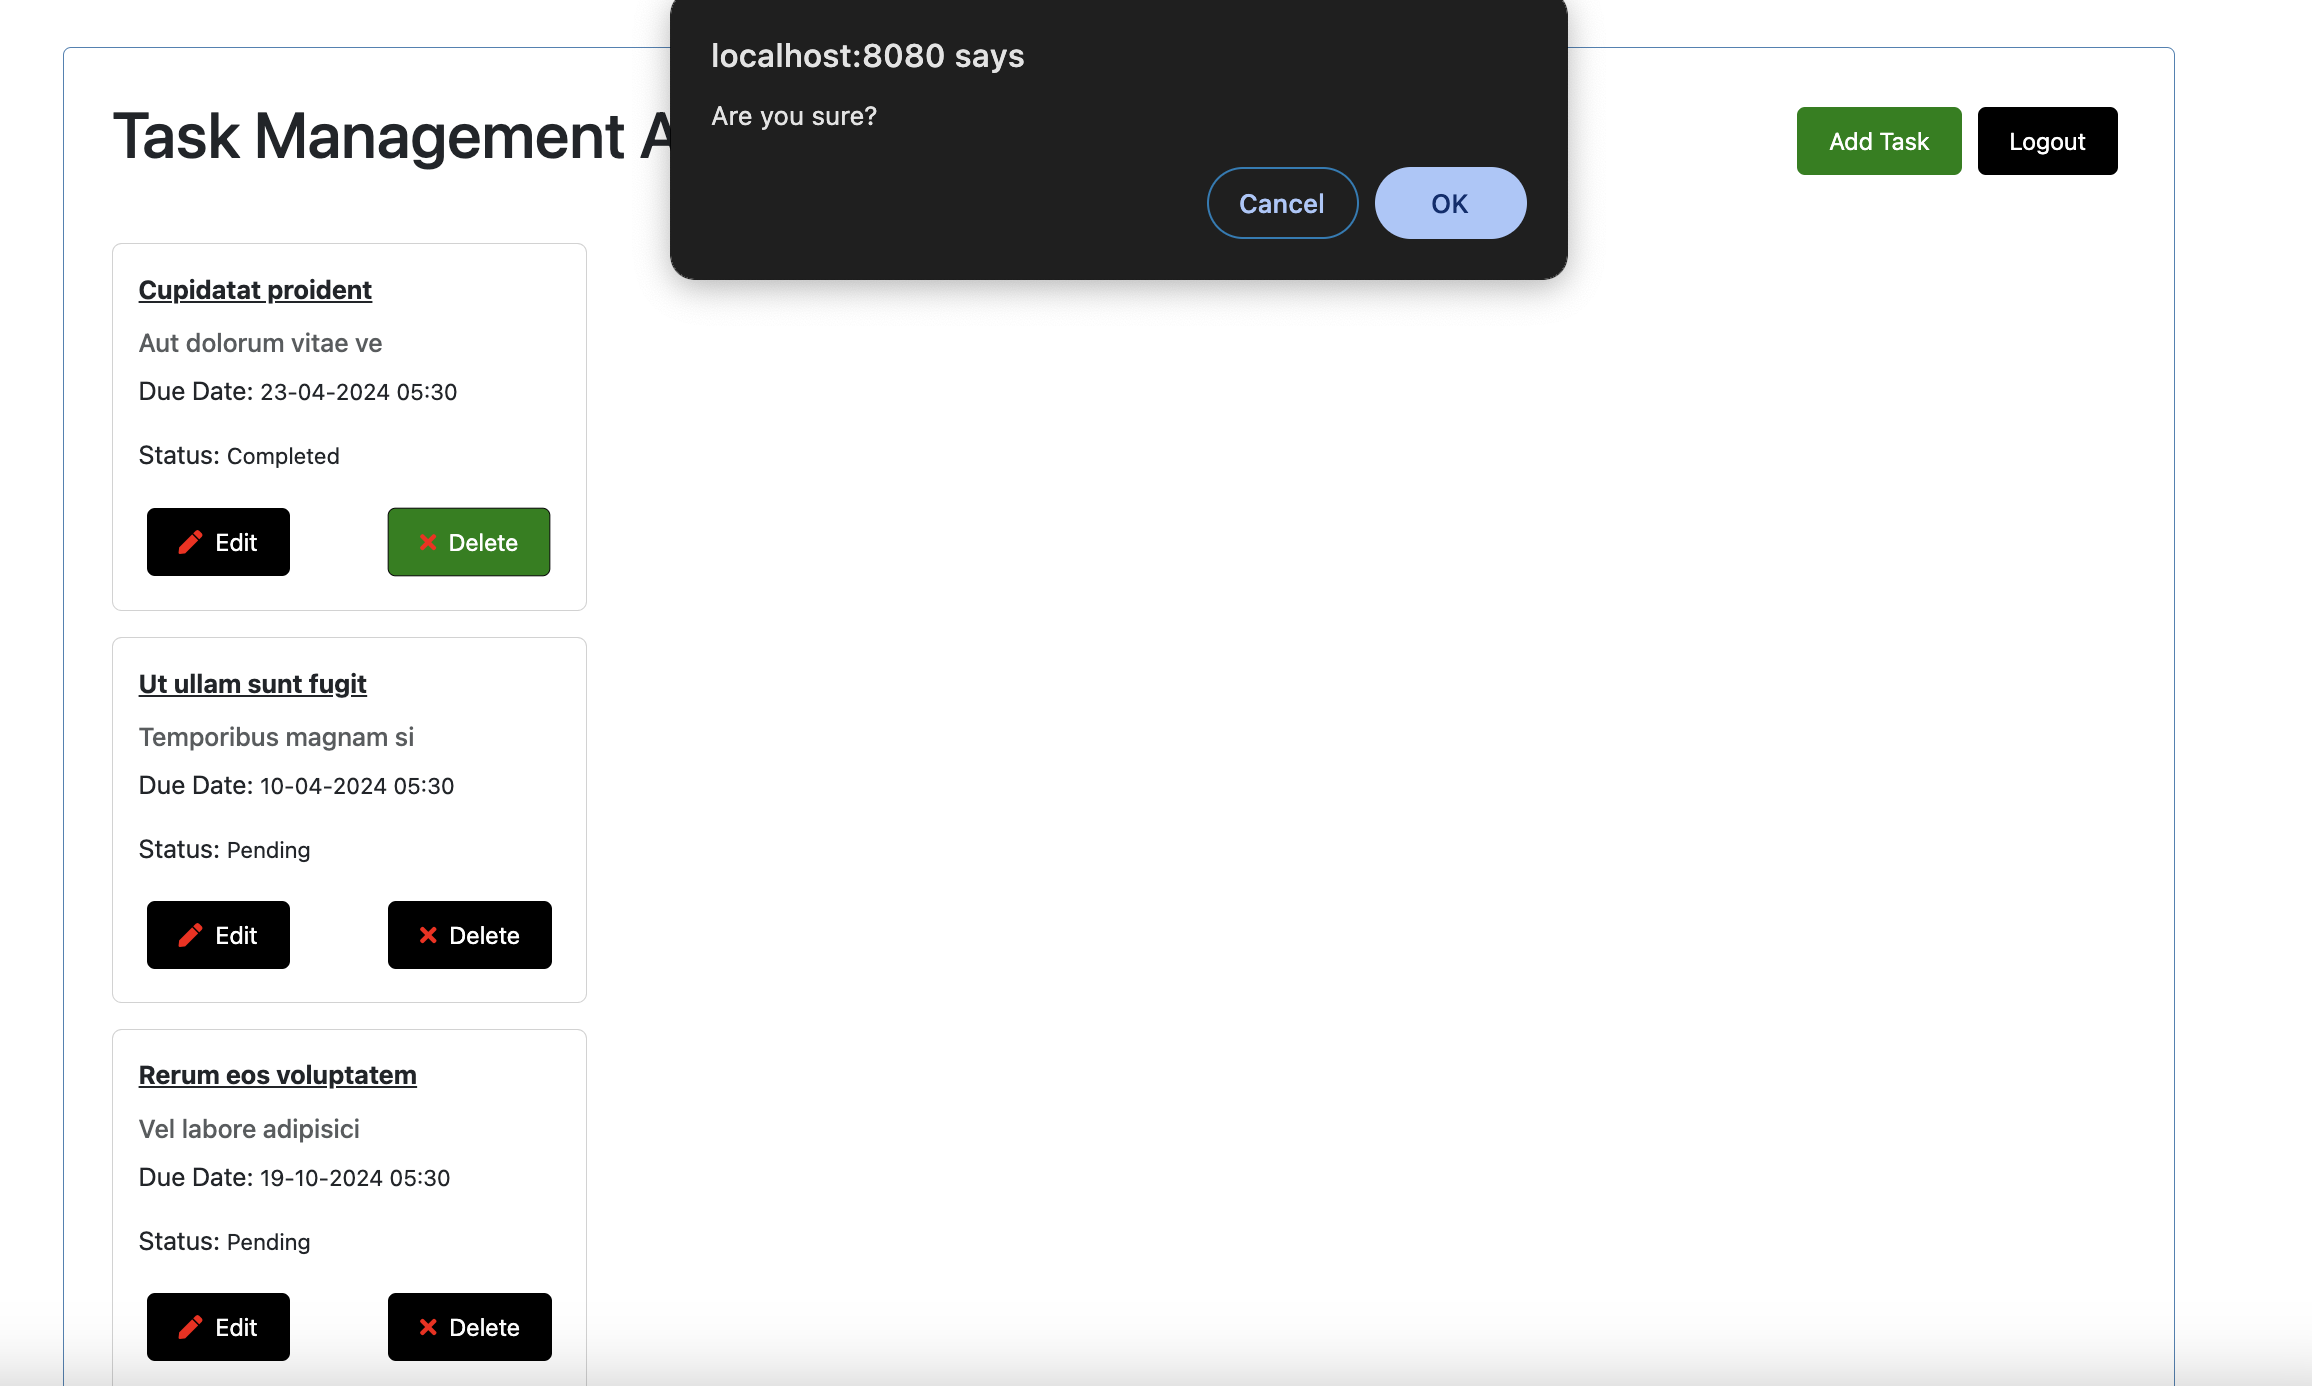 localhost:8080 says
Are you sure?
Cancel OK
Task Management A
Add Task Logout
Cupidatat proident
Aut dolorum vitae ve
Due Date: 23-04-2024 05:30
Status: Completed
Edit Delete
Ut ullam sunt fugit
Temporibus magnam si
Due Date: 10-04-2024 05:30
Status: Pending
Edit Delete
Rerum eos voluptatem
Vel labore adipisici
Due Date: 19-10-2024 05:30
Status: Pending
Edit Delete